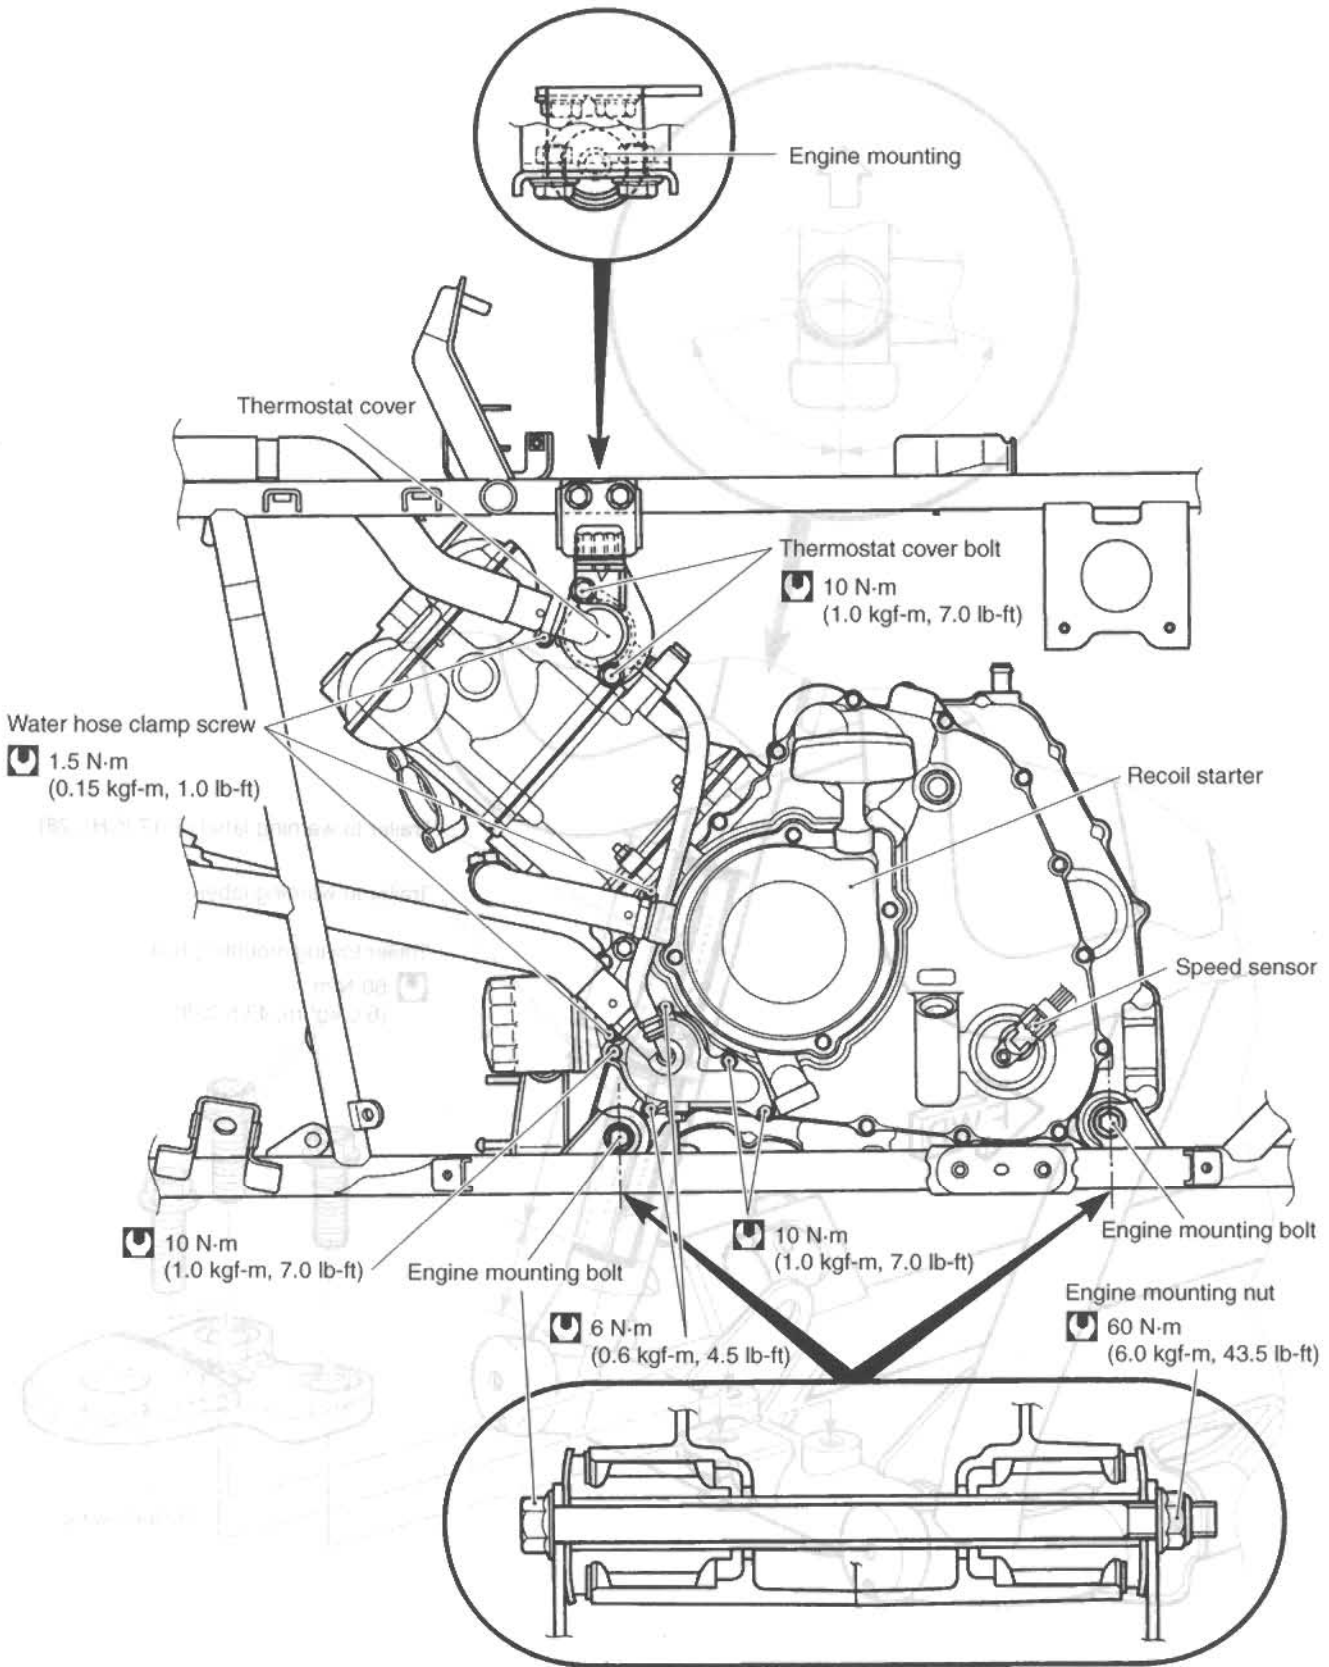 Engine mounting
Thermostat cover
Thermostat cover bolt
10 N·m
(1.0 kgf-m, 7.0 lb-ft)
Water hose clamp screw
1.5 N·m
(0.15 kgf-m, 1.0 lb-ft)
Recoil starter
Speed sensor
10 N·m
(1.0 kgf-m, 7.0 lb-ft)
Engine mounting bolt
10 N·m
(1.0 kgf-m, 7.0 lb-ft)
Engine mounting bolt
6 N·m
(0.6 kgf-m, 4.5 lb-ft)
Engine mounting nut
60 N·m
(6.0 kgf-m, 43.5 lb-ft)